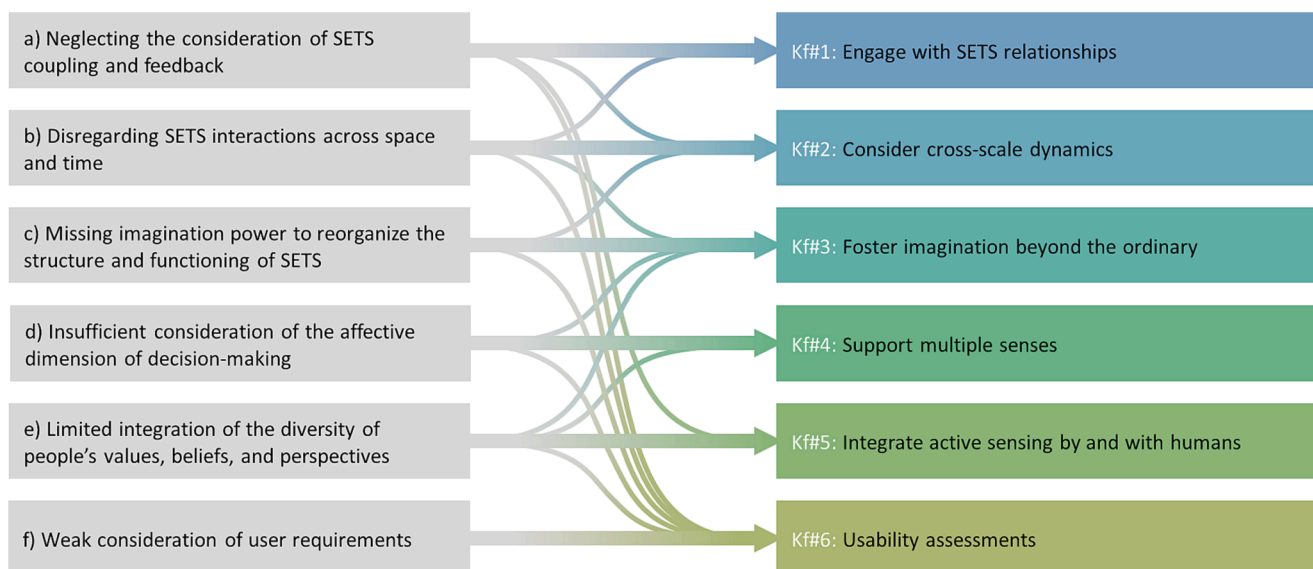 a) Neglecting the consideration of SETS
coupling and feedback
Kf#1: Engage with SETS relationships
b) Disregarding SETS interactions across space
and time
Kf#2: Consider cross-scale dynamics
c) Missing imagination power to reorganize the
structure and functioning of SETS
Kf#3: Foster imagination beyond the ordinary
d) Insufficient consideration of the affective
dimension of decision-making
Kf#4: Support multiple senses
e) Limited integration of the diversity of
people’s values, beliefs, and perspectives
Kf#5: Integrate active sensing by and with humans
f) Weak consideration of user requirements
Kf#6: Usability assessments